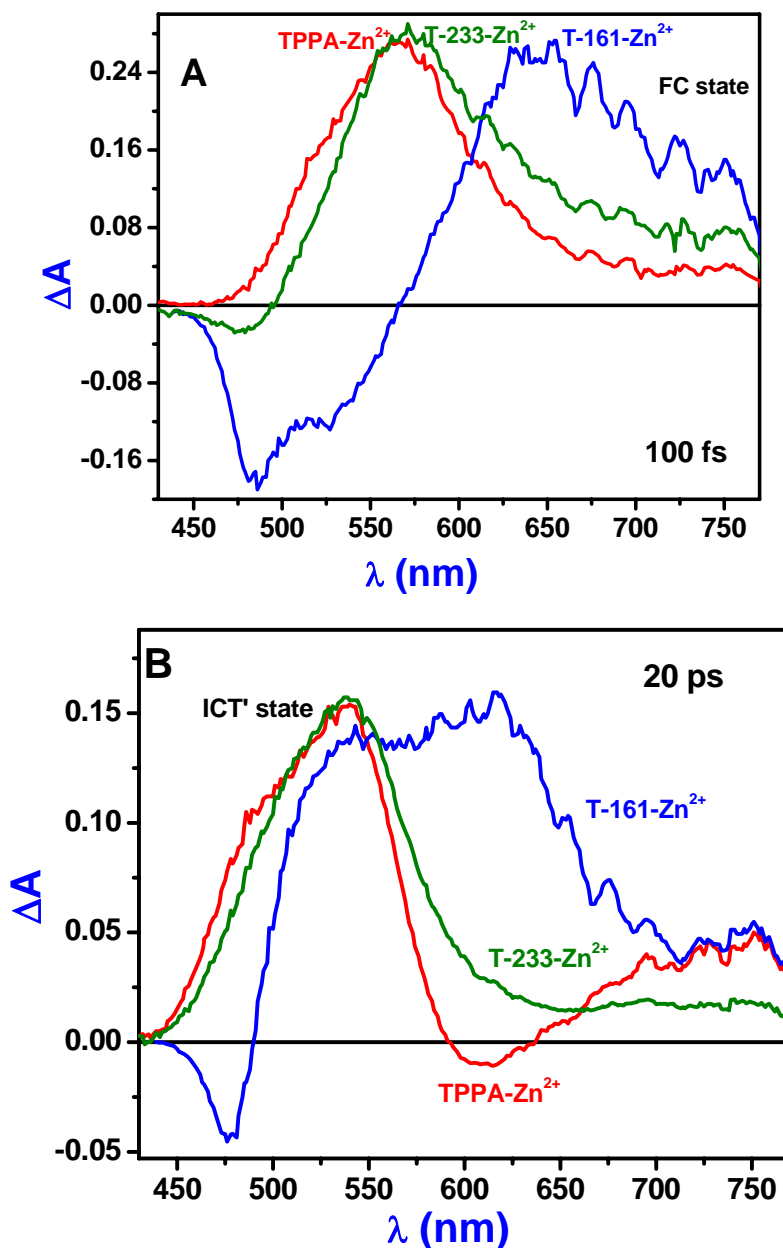 A
TPPA-Zn²⁺
T-233-Zn²⁺
T-161-Zn²⁺
FC state
0.24
0.16
0.08
0.00
-0.08
-0.16
ΔA
100 fs
450 500 550 600 650 700 750
λ (nm)
B
20 ps
ICT' state
0.15
0.10
0.05
0.00
-0.05
ΔA
T-161-Zn²⁺
T-233-Zn²⁺
TPPA-Zn²⁺
450 500 550 600 650 700 750
λ (nm)